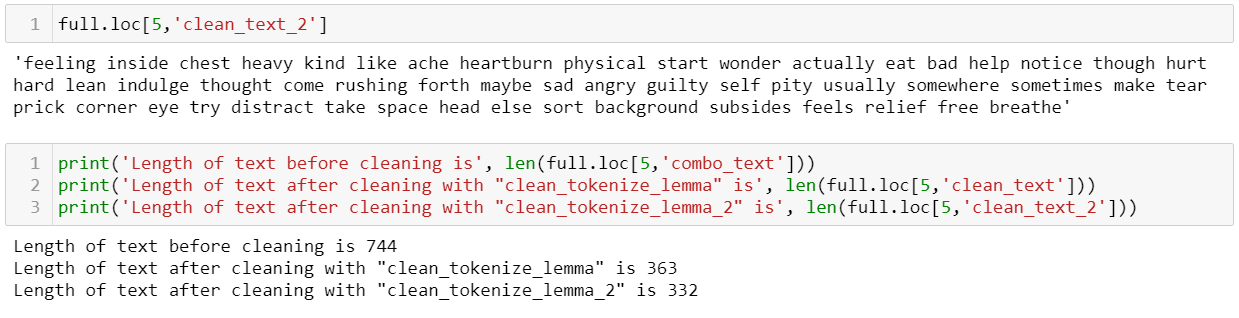 1 full.loc[5,'clean_text_2']
'feeling inside chest heavy kind like ache heartburn physical start wonder actually eat bad help notice though hurt
hard lean indulge thought come rushing forth maybe sad angry guilty self pity usually somewhere sometimes make tear
prick corner eye try distract take space head else sort background subsides feels relief free breathe'
1 print('Length of text before cleaning is', len(full.loc[5,'combo_text']))
2 print('Length of text after cleaning with "clean_tokenize_lemma" is', len(full.loc[5,'clean_text']))
3 print('Length of text after cleaning with "clean_tokenize_lemma_2" is', len(full.loc[5,'clean_text_2']))
Length of text before cleaning is 744
Length of text after cleaning with "clean_tokenize_lemma" is 363
Length of text after cleaning with "clean_tokenize_lemma_2" is 332